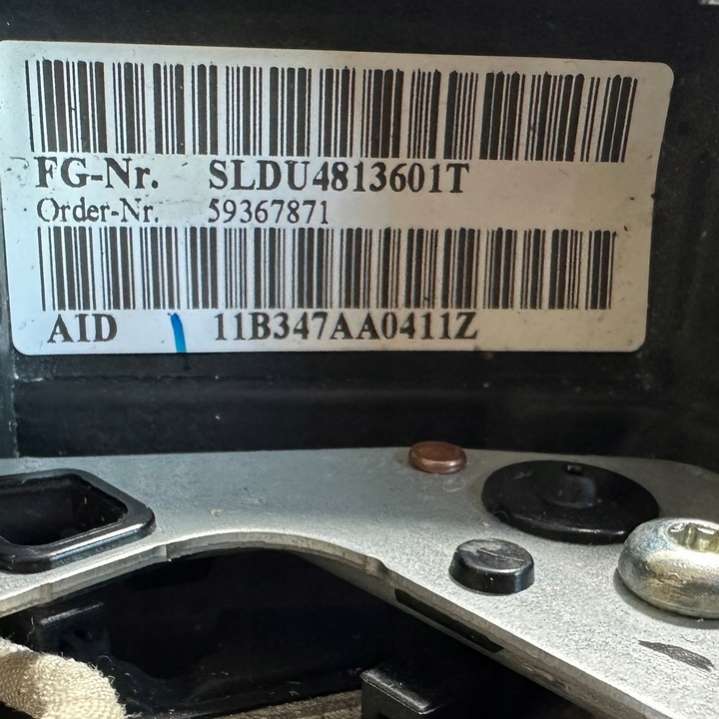 FG-Nr. SLDU4813601T
Order-Nr. 59367871
AID 11B347AA0411Z